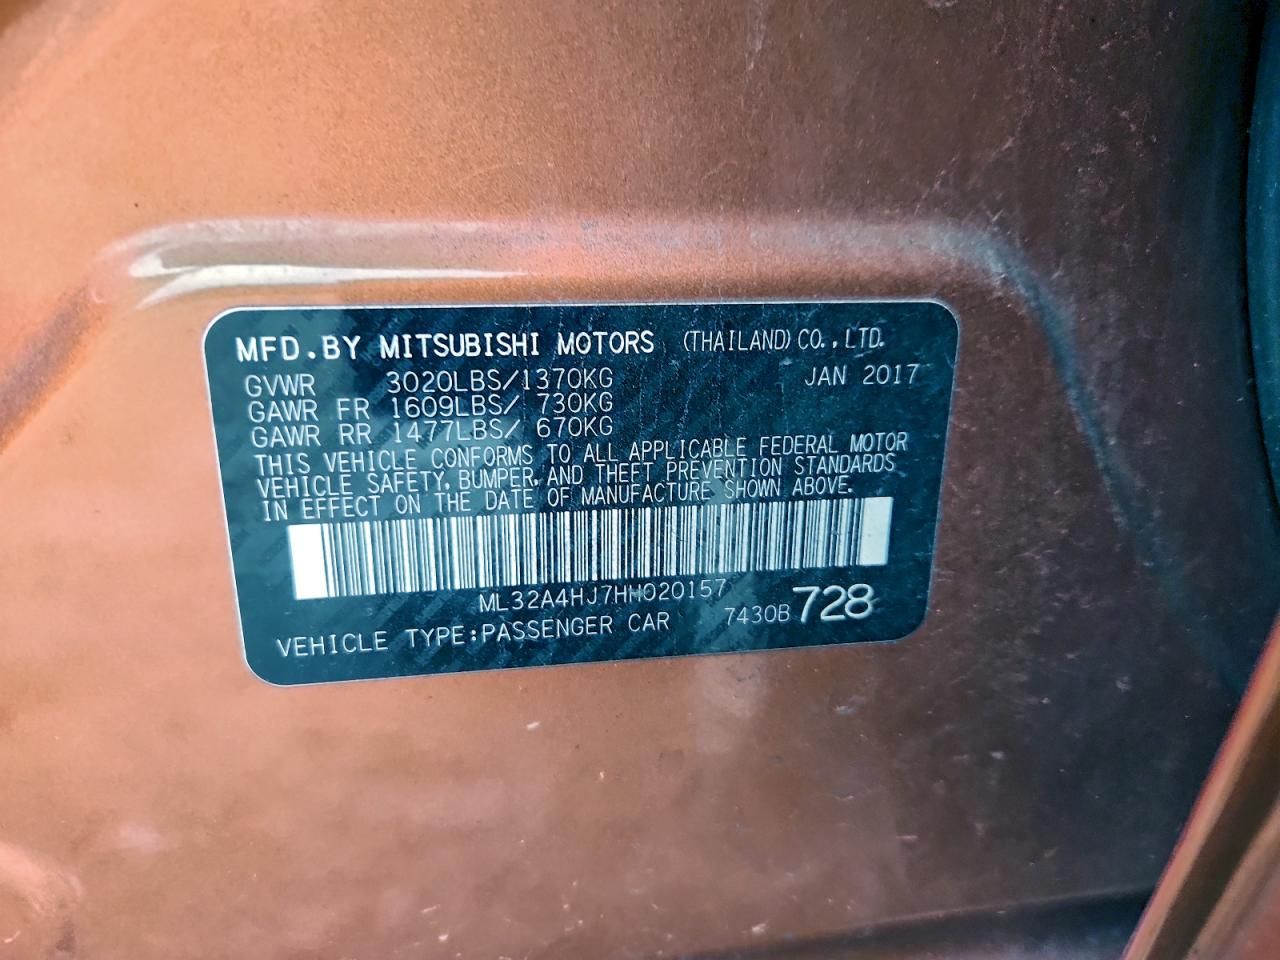 MFD.BY MITSUBISHI MOTORS (THAILAND)CO.,LTD.
GVWR 3020LBS/1370KG JAN 2017
GAWR FR 1609LBS/ 730KG
GAWR RR 1477LBS/ 670KG
THIS VEHICLE CONFORMS TO ALL APPLICABLE FEDERAL MOTOR
VEHICLE SAFETY, BUMPER, AND THEFT PREVENTION STANDARDS
IN EFFECT ON THE DATE OF MANUFACTURE SHOWN ABOVE.
ML32A4HJ7HH020157
VEHICLE TYPE:PASSENGER CAR 7430B 728